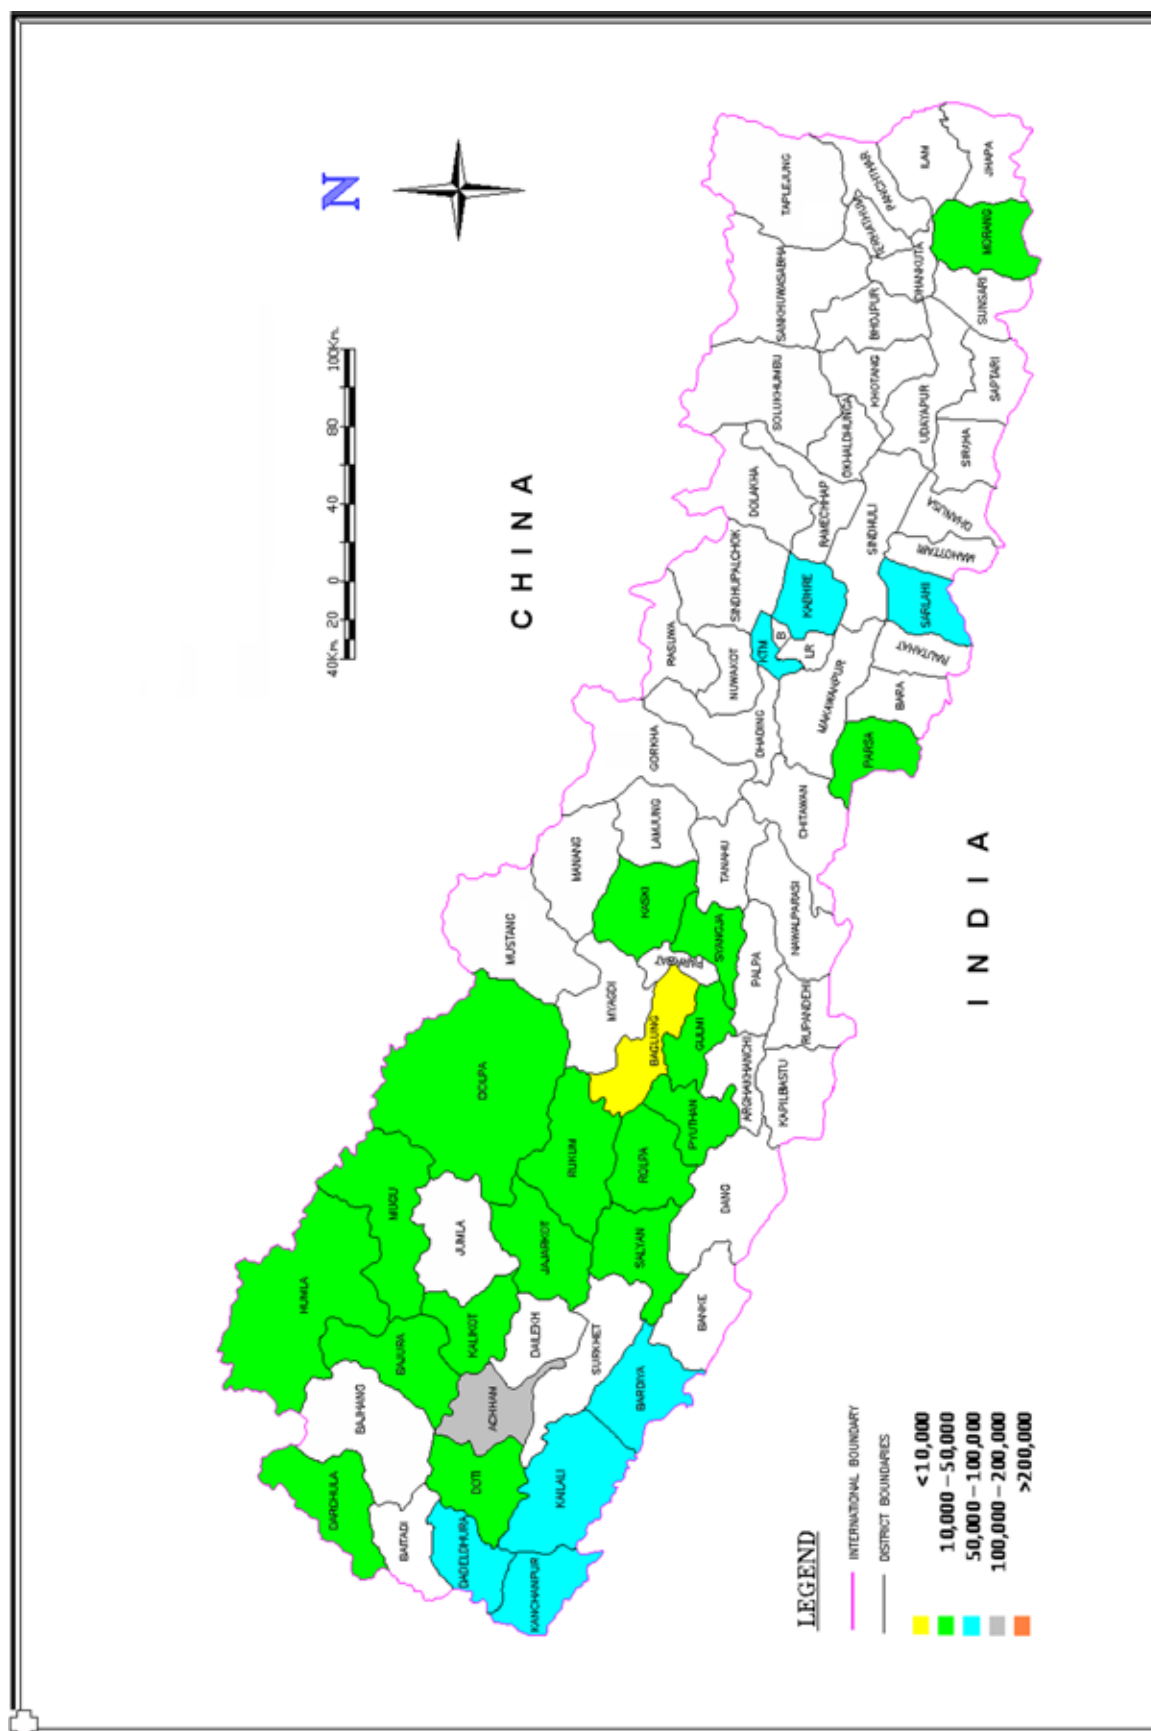 N
40Km. 20 0 40 80 100Km.
C H I N A
I N D I A
HUMLA
DARCHULA
BAJHANG
MUGU
BAJURA
BAITADI
DOLPA
JUMLA
KALIKOT
ACHHAM
DOTI
DADELDHURA
KANCHANPUR
KAILALI
DAILEKH
JAJARKOT
SURKHET
BARDIYA
RUKUM
SALYAN
ROLPA
BANKE
DANG
PYUTHAN
MUSTANG
MANANG
MYAGDI
BAGLUNG
KASKI
PARBAT
GULMI
SYANGJA
LAMJUNG
GORKHA
TANAHU
PALPA
ARGHAKHANCHI
KAPILBASTU
RUPANDEHI
NAWALPARASI
CHITAWAN
DHADING
RASUWA
NUWAKOT
SINDHUPALCHOK
KTM
B
LR
KABHRE
MAKAWANPUR
PARSA
BARA
RAUTAHAT
SARLAHI
DOLAKHA
RAMECHHAP
SINDHULI
MAHOTTARI
DHANUSA
SOLUKHUMBU
OKHALDHUNGA
KHOTANG
UDAYAPUR
SIRAHA
SAPTARI
SANKHUWASABHA
BHOJPUR
DHANKUTA
SUNSARI
TAPLEJUNG
TERHATHUM
PANCHTHAR
MORANG
ILAM
JHAPA
LEGEND
INTERNATIONAL BOUNDARY
DISTRICT BOUNDARIES
<10,000
10,000-50,000
50,000-100,000
100,000-200,000
>200,000